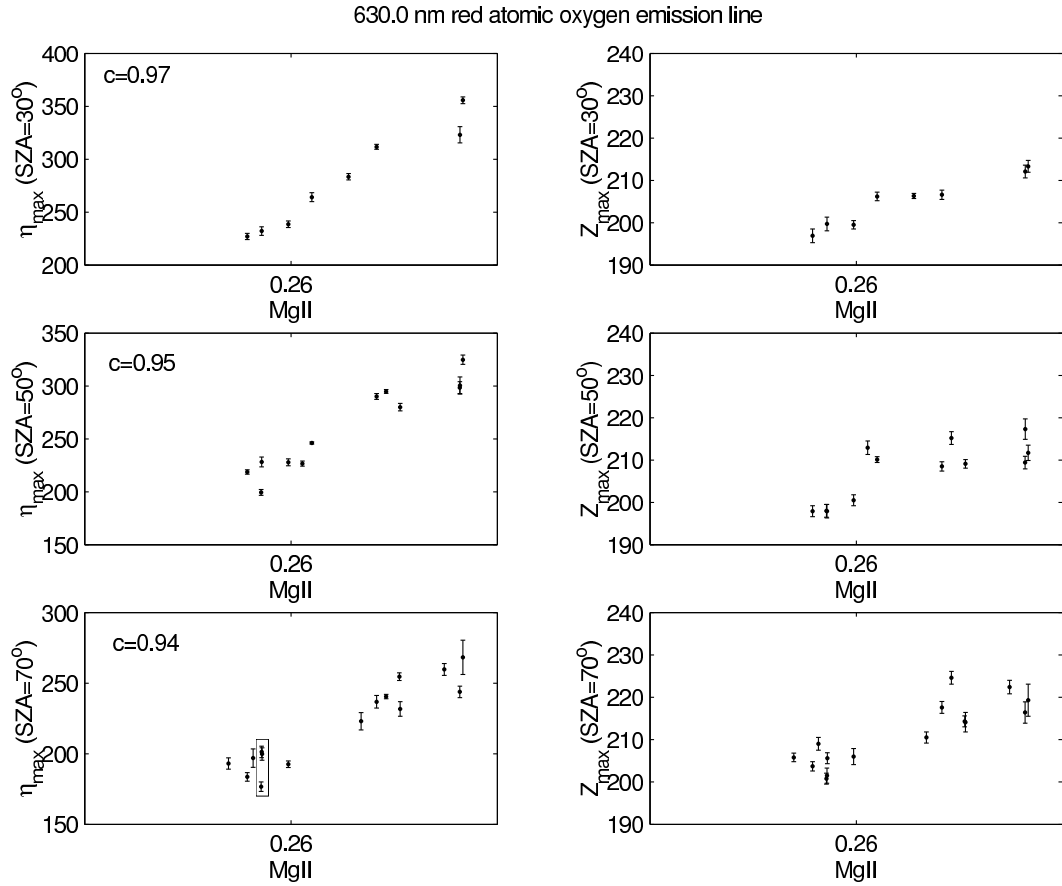 630.0 nm red atomic oxygen emission line
c=0.97
400
350
300
250
200
η_max (SZA=30°)
0.26
MgII
240
230
220
210
200
190
Z_max (SZA=30°)
0.26
MgII
c=0.95
350
300
250
200
150
η_max (SZA=50°)
0.26
MgII
240
230
220
210
200
190
Z_max (SZA=50°)
0.26
MgII
c=0.94
300
250
200
150
η_max (SZA=70°)
0.26
MgII
240
230
220
210
200
190
Z_max (SZA=70°)
0.26
MgII